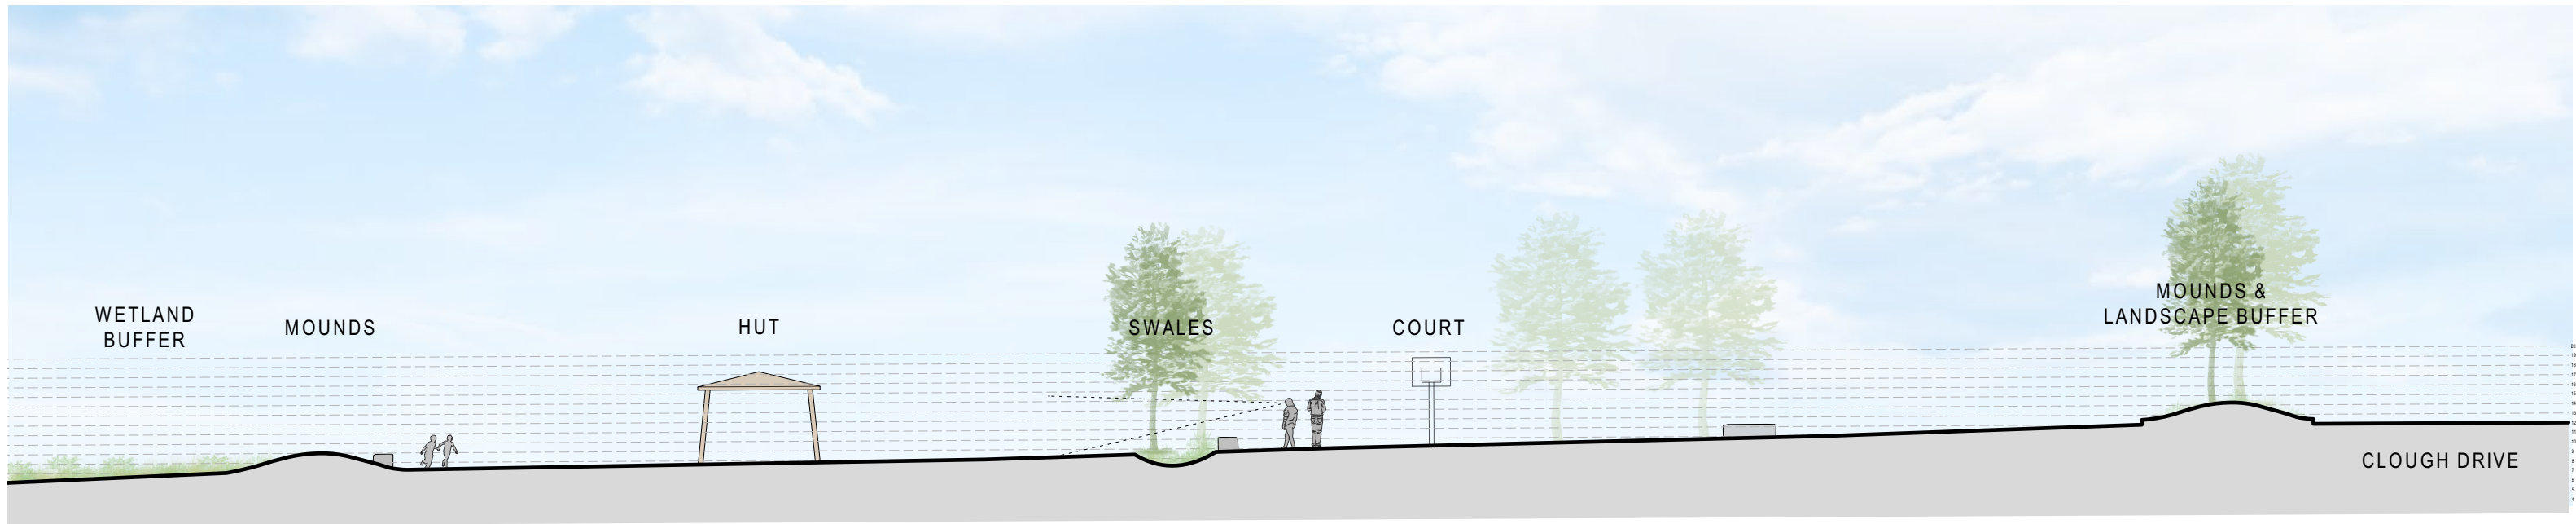 WETLAND
BUFFER
MOUNDS
HUT
SWALES
COURT
MOUNDS &
LANDSCAPE BUFFER
CLOUGH DRIVE